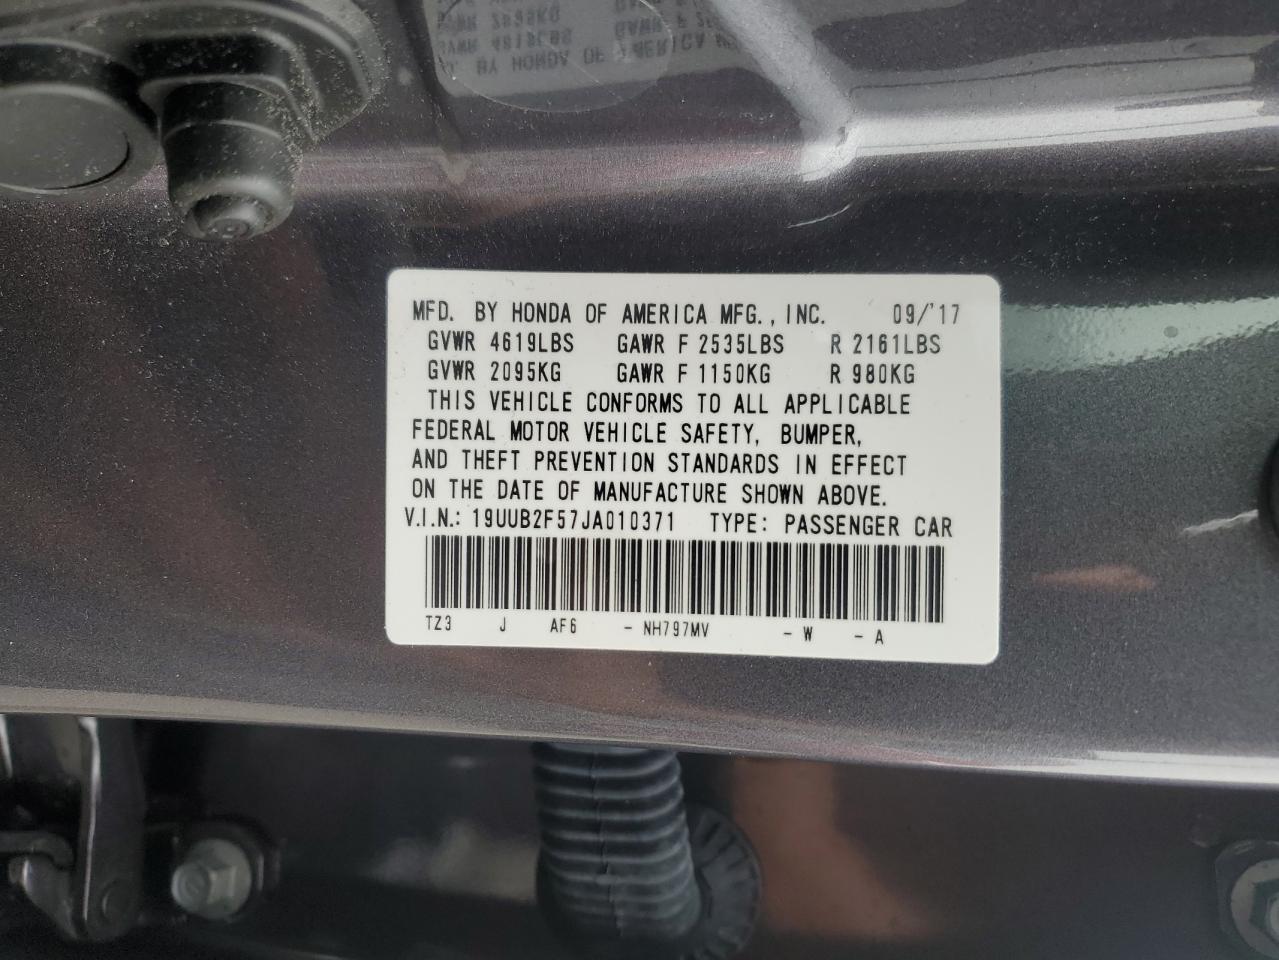 MFD. BY HONDA OF AMERICA MFG., INC. 09/'17
GVWR 4619LBS GAWR F 2535LBS R 2161LBS
GVWR 2095KG GAWR F 1150KG R 980KG
THIS VEHICLE CONFORMS TO ALL APPLICABLE
FEDERAL MOTOR VEHICLE SAFETY, BUMPER,
AND THEFT PREVENTION STANDARDS IN EFFECT
ON THE DATE OF MANUFACTURE SHOWN ABOVE.
V.I.N.: 19UUB2F57JA010371 TYPE: PASSENGER CAR
TZ3 J AF6 - NH797MV - W - A